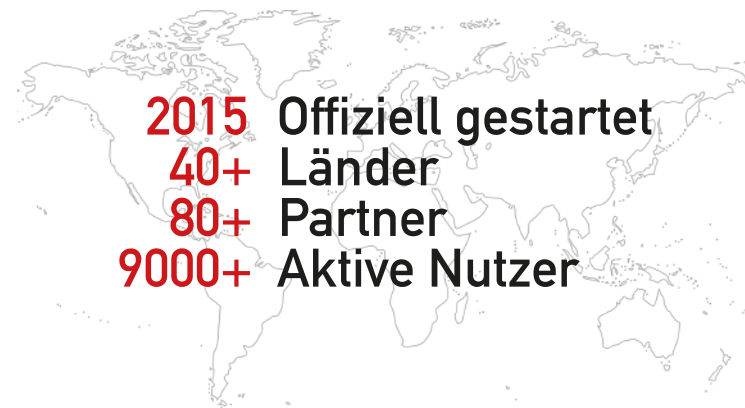 2015 Offiziell gestartet
40+ Länder
80+ Partner
9000+ Aktive Nutzer